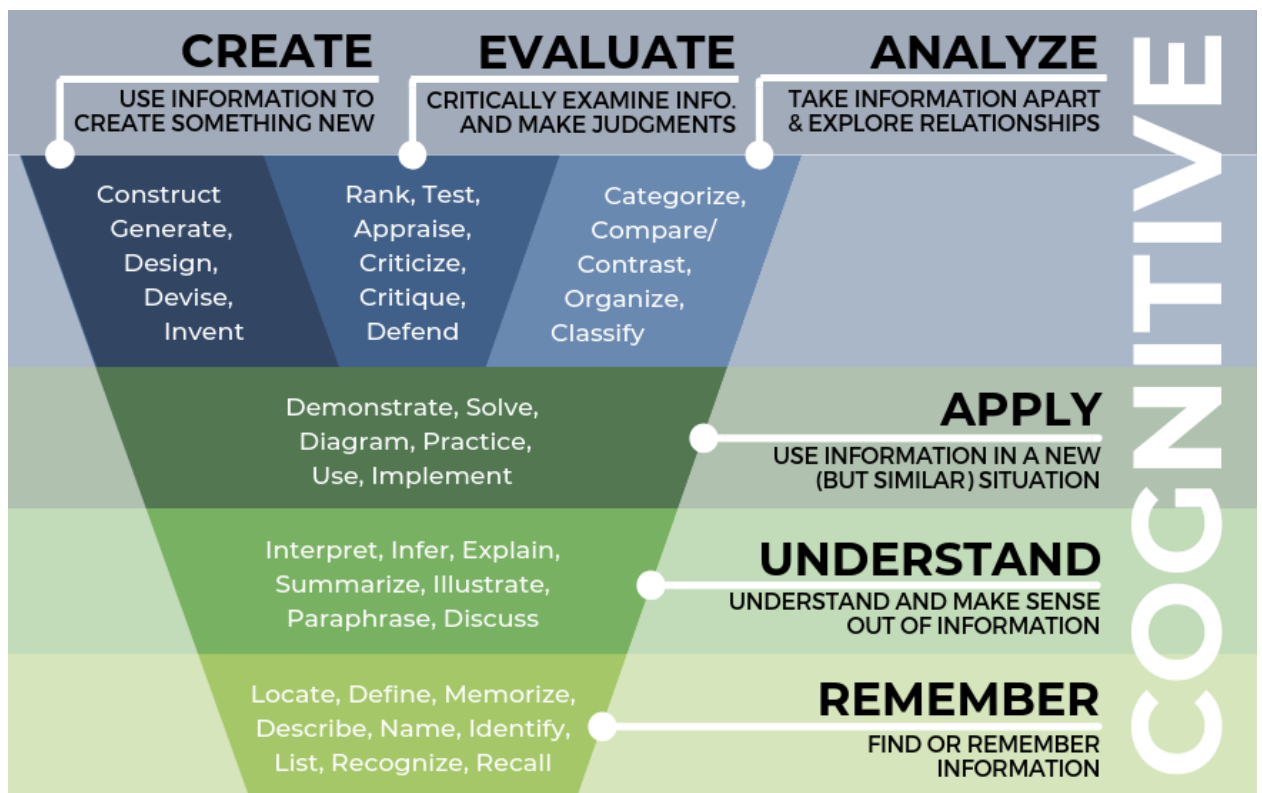 CREATE
USE INFORMATION TO
CREATE SOMETHING NEW
EVALUATE
CRITICALLY EXAMINE INFO.
AND MAKE JUDGMENTS
ANALYZE
TAKE INFORMATION APART
& EXPLORE RELATIONSHIPS
Construct
Generate,
Design,
Devise,
Invent
Rank, Test,
Appraise,
Criticize,
Critique,
Defend
Categorize,
Compare/
Contrast,
Organize,
Classify
Demonstrate, Solve,
Diagram, Practice,
Use, Implement
APPLY
USE INFORMATION IN A NEW
(BUT SIMILAR) SITUATION
Interpret, Infer, Explain,
Summarize, Illustrate,
Paraphrase, Discuss
UNDERSTAND
UNDERSTAND AND MAKE SENSE
OUT OF INFORMATION
Locate, Define, Memorize,
Describe, Name, Identify,
List, Recognize, Recall
REMEMBER
FIND OR REMEMBER
INFORMATION
COGNITIVE